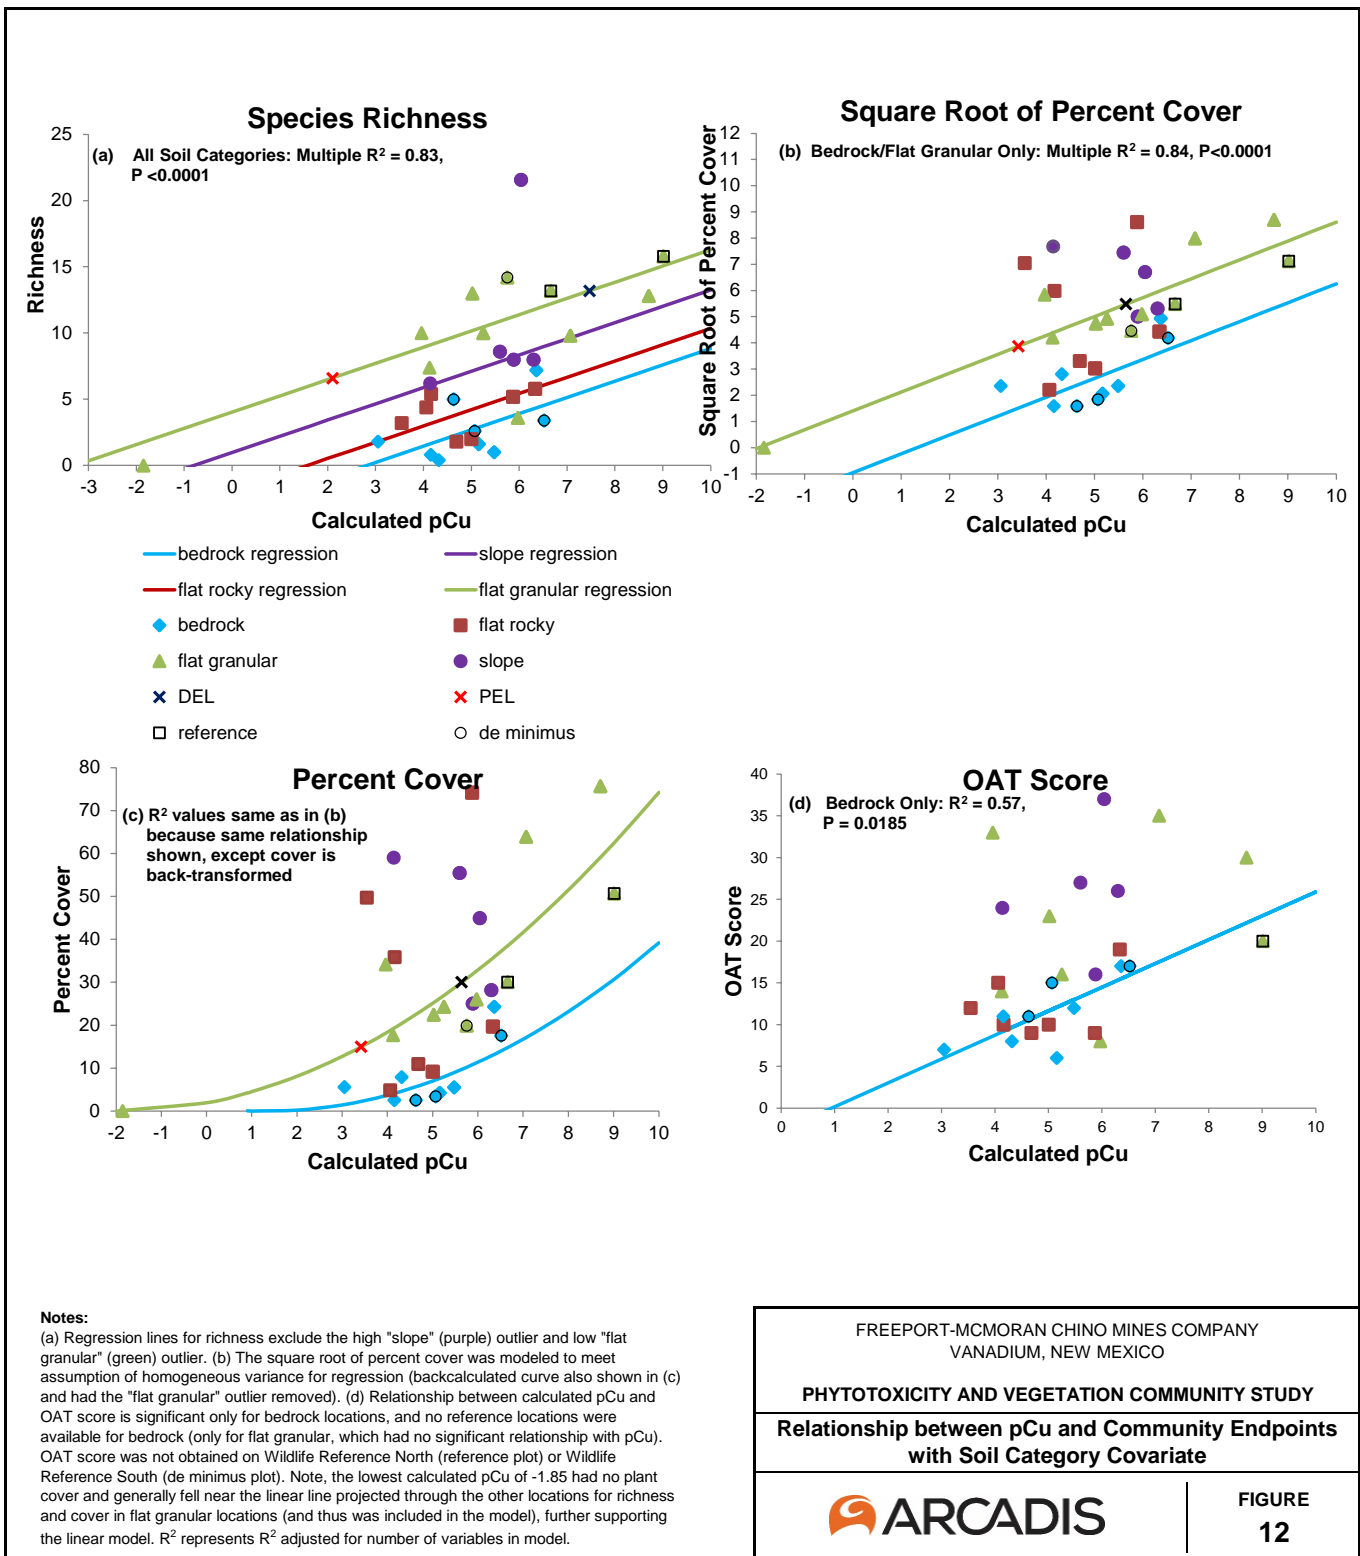 Species Richness
25
20
15
10
5
0
Richness
(a) All Soil Categories: Multiple R² = 0.83,
P <0.0001
-3 -2 -1 0 1 2 3 4 5 6 7 8 9 10
Calculated pCu
Square Root of Percent Cover
12
11
10
9
8
7
6
5
4
3
2
1
0
-1
Square Root of Percent Cover
(b) Bedrock/Flat Granular Only: Multiple R² = 0.84, P<0.0001
-2 -1 0 1 2 3 4 5 6 7 8 9 10
Calculated pCu
bedrock regression
slope regression
flat rocky regression
flat granular regression
bedrock
flat rocky
flat granular
slope
DEL
PEL
reference
de minimus
Percent Cover
80
70
60
50
40
30
20
10
0
Percent Cover
(c) R² values same as in (b)
because same relationship
shown, except cover is
back-transformed
-2 -1 0 1 2 3 4 5 6 7 8 9 10
Calculated pCu
OAT Score
40
35
30
25
20
15
10
5
0
OAT Score
(d) Bedrock Only: R² = 0.57,
P = 0.0185
0 1 2 3 4 5 6 7 8 9 10
Calculated pCu
Notes:
(a) Regression lines for richness exclude the high "slope" (purple) outlier and low "flat
granular" (green) outlier. (b) The square root of percent cover was modeled to meet
assumption of homogeneous variance for regression (backcalculated curve also shown in (c)
and had the "flat granular" outlier removed). (d) Relationship between calculated pCu and
OAT score is significant only for bedrock locations, and no reference locations were
available for bedrock (only for flat granular, which had no significant relationship with pCu).
OAT score was not obtained on Wildlife Reference North (reference plot) or Wildlife
Reference South (de minimus plot). Note, the lowest calculated pCu of -1.85 had no plant
cover and generally fell near the linear line projected through the other locations for richness
and cover in flat granular locations (and thus was included in the model), further supporting
the linear model. R² represents R² adjusted for number of variables in model.
FREEPORT-MCMORAN CHINO MINES COMPANY
VANADIUM, NEW MEXICO
PHYTOTOXICITY AND VEGETATION COMMUNITY STUDY
Relationship between pCu and Community Endpoints
with Soil Category Covariate
ARCADIS
FIGURE
12